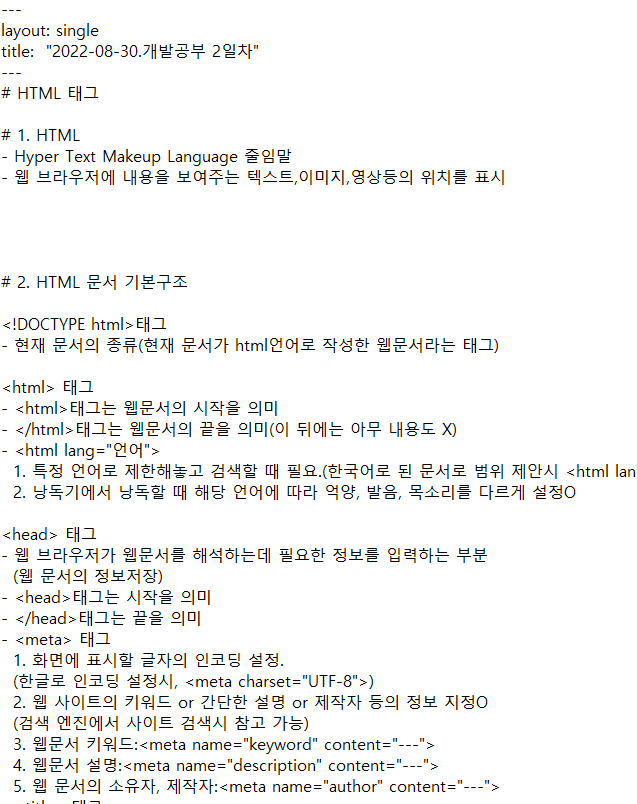 ---
layout: single
title:  "2022-08-30.개발공부 2일차"
---
# HTML 태그
# 1. HTML
- Hyper Text Makeup Language 줄임말
- 웹 브라우저에 내용을 보여주는 텍스트,이미지,영상등의 위치를 표시
# 2. HTML 문서 기본구조
<!DOCTYPE html>태그
- 현재 문서의 종류(현재 문서가 html언어로 작성한 웹문서라는 태그)
<html> 태그
- <html>태그는 웹문서의 시작을 의미
- </html>태그는 웹문서의 끝을 의미(이 뒤에는 아무 내용도 X)
- <html lang="언어">
1. 특정 언어로 제한해놓고 검색할 때 필요.(한국어로 된 문서로 범위 제안시 <html lan
2. 낭독기에서 낭독할 때 해당 언어에 따라 억양, 발음, 목소리를 다르게 설정O
<head> 태그
- 웹 브라우저가 웹문서를 해석하는데 필요한 정보를 입력하는 부분
(웹 문서의 정보저장)
- <head>태그는 시작을 의미
- </head>태그는 끝을 의미
- <meta> 태그
1. 화면에 표시할 글자의 인코딩 설정.
(한글로 인코딩 설정시, <meta charset="UTF-8">)
2. 웹 사이트의 키워드 or 간단한 설명 or 제작자 등의 정보 지정O
(검색 엔진에서 사이트 검색시 참고 가능)
3. 웹문서 키워드:<meta name="keyword" content="---">
4. 웹문서 설명:<meta name="description" content="---">
5. 웹 문서의 소유자, 제작자:<meta name="author" content="---">